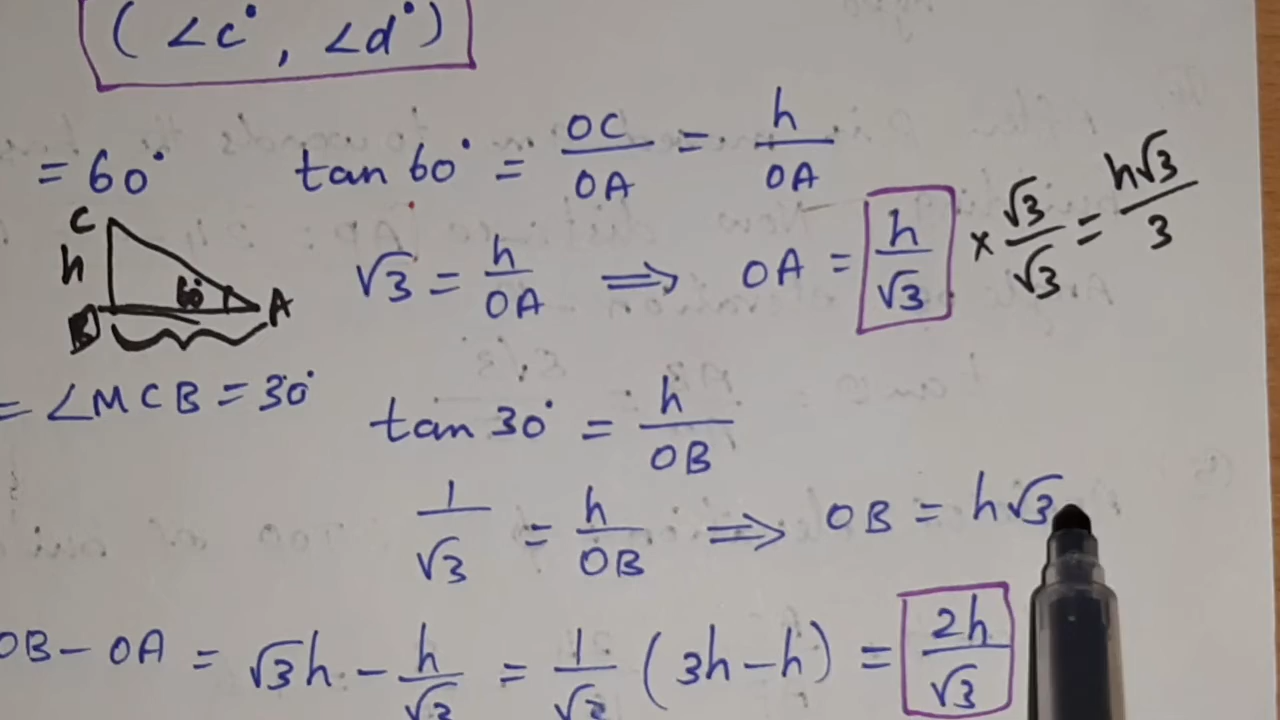 (∠c°, ∠d°)
= 60° tan 60° = OC/OA = h/OA
C
h
60°
A
√3 = h/OA ⟹ OA = h/√3 × √3/√3 = h√3/3
= ∠MCB = 30° tan 30° = h/OB
1/√3 = h/OB ⟹ OB = h√3
OB - OA = √3h - h/√3 = 1/√3 (3h - h) = 2h/√3